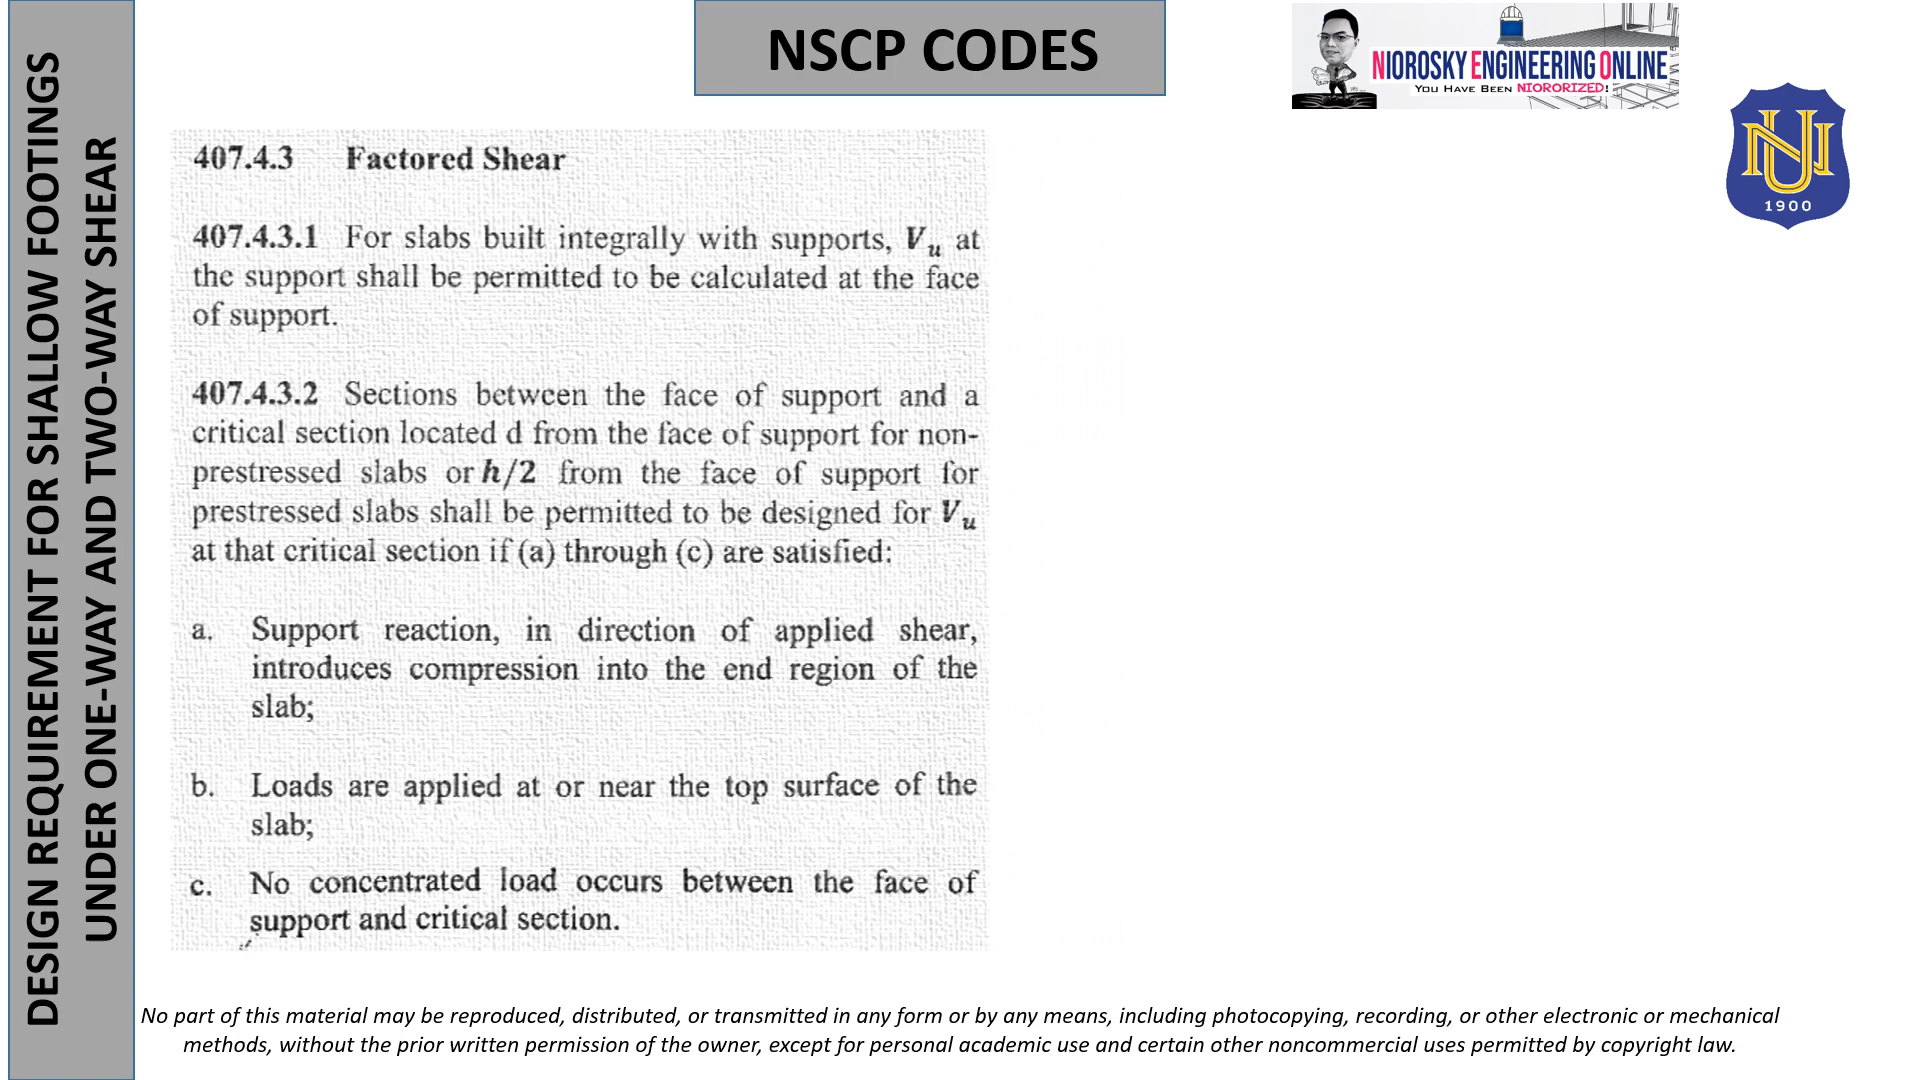 DESIGN REQUIREMENT FOR SHALLOW FOOTINGS
UNDER ONE-WAY AND TWO-WAY SHEAR
NSCP CODES
NIOROSKY ENGINEERING ONLINE
YOU HAVE BEEN NIORORIZED!
NU
1900
407.4.3 Factored Shear
407.4.3.1 For slabs built integrally with supports, Vu at
the support shall be permitted to be calculated at the face
of support.
407.4.3.2 Sections between the face of support and a
critical section located d from the face of support for non-
prestressed slabs or h/2 from the face of support for
prestressed slabs shall be permitted to be designed for Vu
at that critical section if (a) through (c) are satisfied:
a. Support reaction, in direction of applied shear,
introduces compression into the end region of the
slab;
b. Loads are applied at or near the top surface of the
slab;
c. No concentrated load occurs between the face of
support and critical section.
No part of this material may be reproduced, distributed, or transmitted in any form or by any means, including photocopying, recording, or other electronic or mechanical
methods, without the prior written permission of the owner, except for personal academic use and certain other noncommercial uses permitted by copyright law.